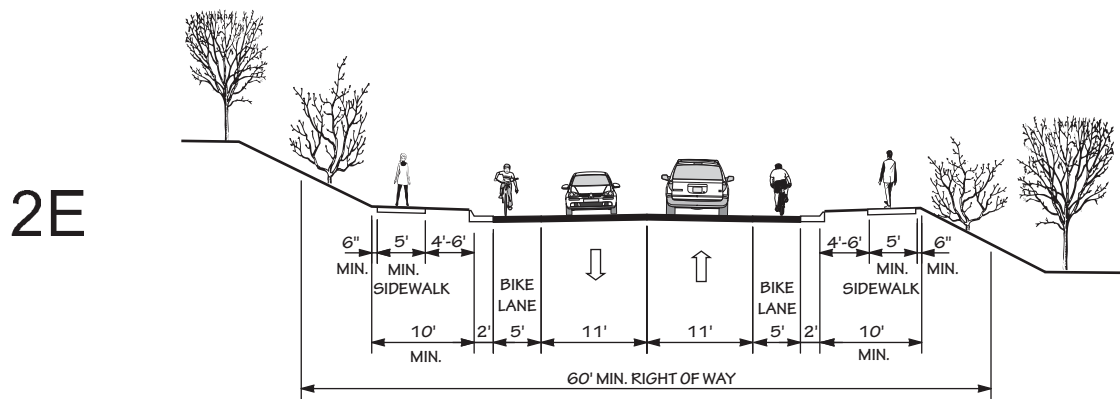 2E
6" 5' 4'-6' 4'-6' 5' 6"
MIN. MIN. MIN. MIN.
SIDEWALK SIDEWALK
BIKE BIKE
LANE LANE
10' 2' 5' 11' 11' 5' 2' 10'
MIN. MIN.
60' MIN. RIGHT OF WAY